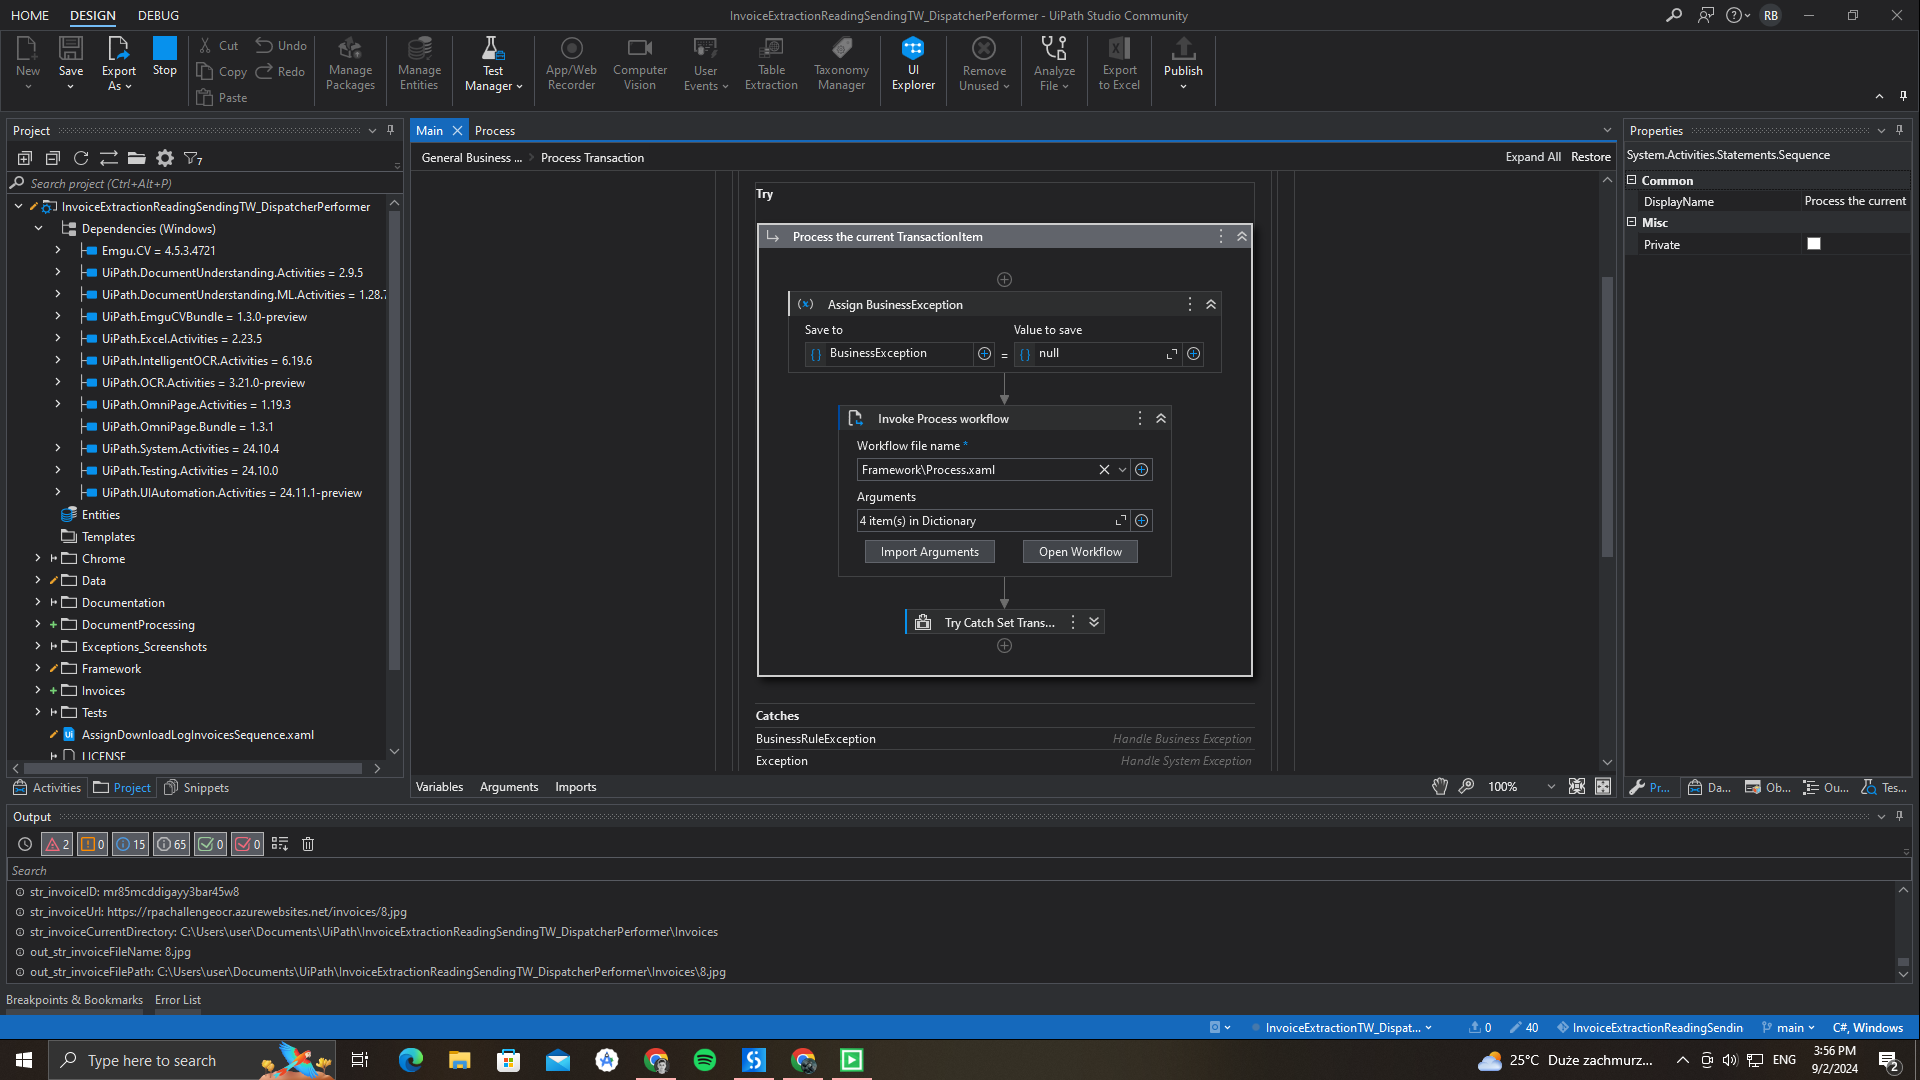 HOME DESIGN DEBUG
InvoiceExtractionReadingSendingTW_DispatcherPerformer - UiPath Studio Community
RB
New
Save
Export As
Stop
Cut
Copy
Paste
Undo
Redo
Manage Packages
Manage Entities
Test Manager
App/Web Recorder
Computer Vision
User Events
Table Extraction
Taxonomy Manager
UI Explorer
Remove Unused
Analyze File
Export to Excel
Publish
Project
7
Search project (Ctrl+Alt+P)
InvoiceExtractionReadingSendingTW_DispatcherPerformer
Dependencies (Windows)
Emgu.CV = 4.5.3.4721
UiPath.DocumentUnderstanding.Activities = 2.9.5
UiPath.DocumentUnderstanding.ML.Activities = 1.28.7
UiPath.EmguCVBundle = 1.3.0-preview
UiPath.Excel.Activities = 2.23.5
UiPath.IntelligentOCR.Activities = 6.19.6
UiPath.OCR.Activities = 3.21.0-preview
UiPath.OmniPage.Activities = 1.19.3
UiPath.OmniPage.Bundle = 1.3.1
UiPath.System.Activities = 24.10.4
UiPath.Testing.Activities = 24.10.0
UiPath.UIAutomation.Activities = 24.11.1-preview
Entities
Templates
Chrome
Data
Documentation
DocumentProcessing
Exceptions_Screenshots
Framework
Invoices
Tests
AssignDownloadLogInvoicesSequence.xaml
LICENSE
Activities Project Snippets
Main Process
General Business ... > Process Transaction
Expand All Restore
Try
Process the current TransactionItem
(x) Assign BusinessException
Save to Value to save
{} BusinessException = {} null
Invoke Process workflow
Workflow file name *
Framework\Process.xaml
Arguments
4 item(s) in Dictionary
Import Arguments Open Workflow
Try Catch Set Trans...
Catches
BusinessRuleException Handle Business Exception
Exception Handle System Exception
Variables Arguments Imports
100%
Properties
System.Activities.Statements.Sequence
Common
DisplayName Process the current
Misc
Private
Pr... Da... Ob... Ou... Tes...
Output
2 0 15 65 0 0
Search
str_invoiceID: mr85mcddigayy3bar45w8
str_invoiceUrl: https://rpachallengeocr.azurewebsites.net/invoices/8.jpg
str_invoiceCurrentDirectory: C:\Users\user\Documents\UiPath\InvoiceExtractionReadingSendingTW_DispatcherPerformer\Invoices
out_str_invoiceFileName: 8.jpg
out_str_invoiceFilePath: C:\Users\user\Documents\UiPath\InvoiceExtractionReadingSendingTW_DispatcherPerformer\Invoices\8.jpg
Breakpoints & Bookmarks Error List
InvoiceExtractionTW_Dispat... 0 40 InvoiceExtractionReadingSendin main C#, Windows
Type here to search
25°C Duże zachmurz... ENG
3:56 PM
9/2/2024
2